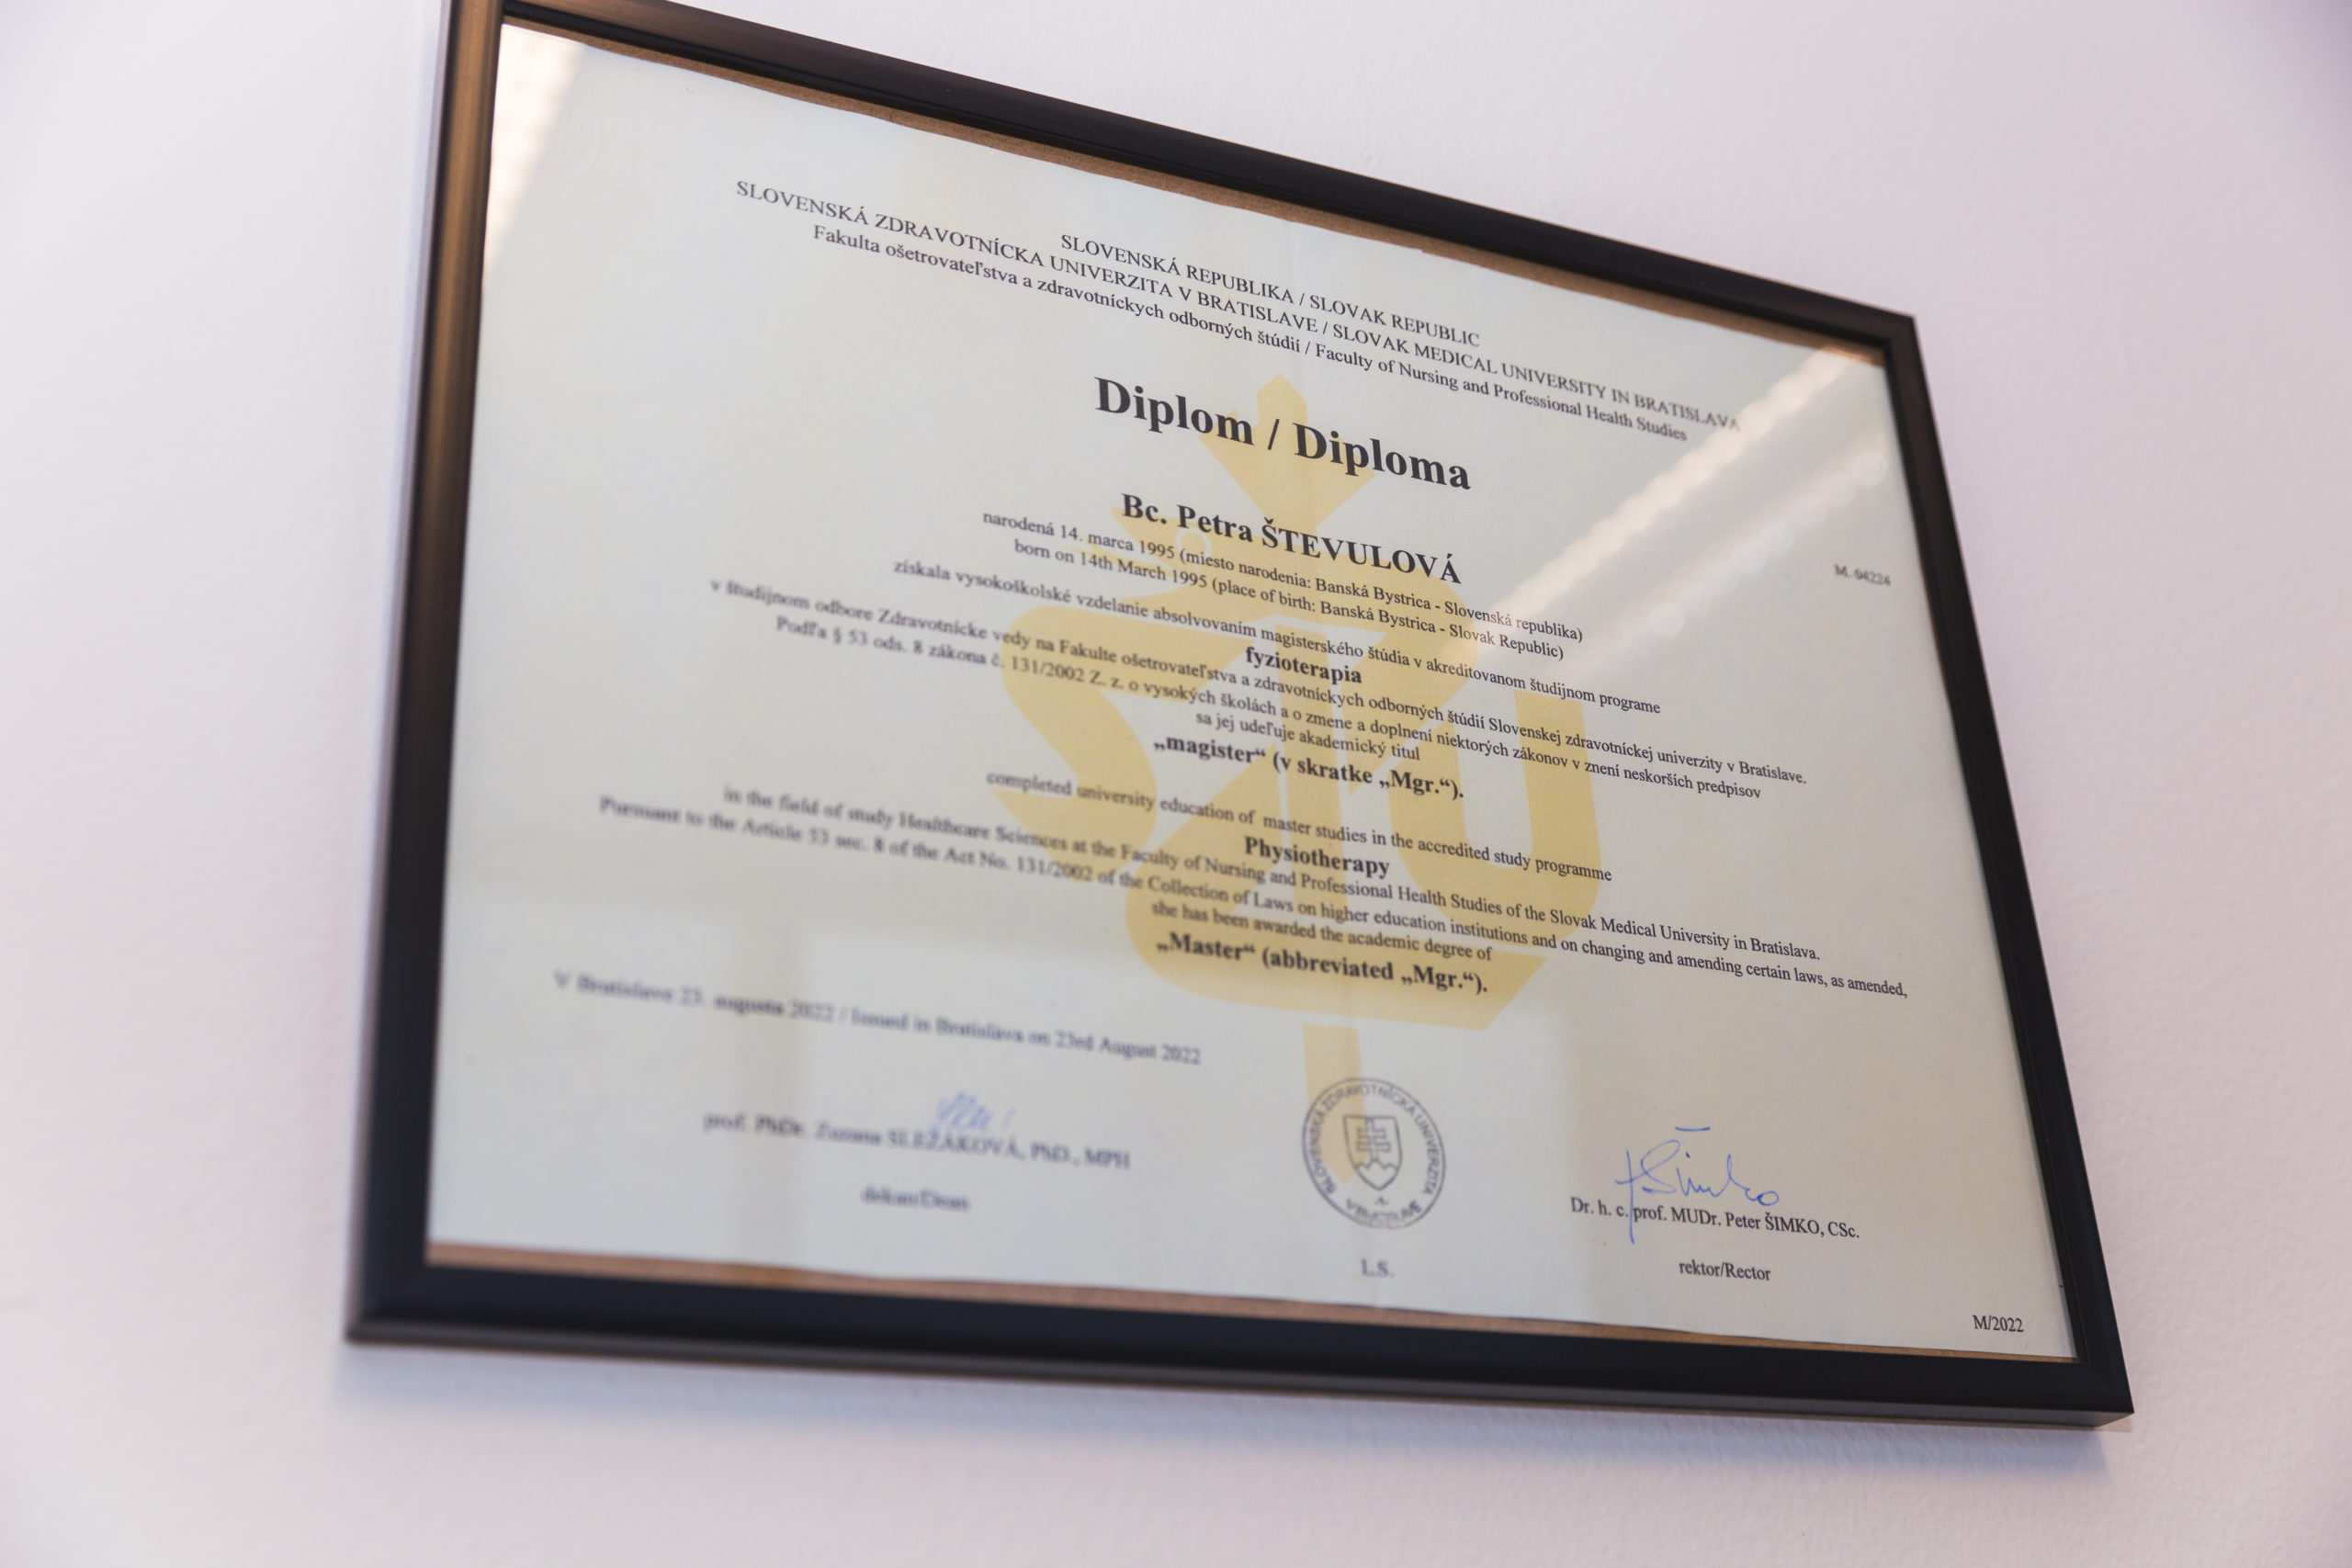 SLOVENSKÁ REPUBLIKA / SLOVAK REPUBLIC
SLOVENSKÁ ZDRAVOTNÍCKA UNIVERZITA V BRATISLAVE / SLOVAK MEDICAL UNIVERSITY IN BRATISLAVA
Fakulta ošetrovateľstva a zdravotníckych odborných štúdií / Faculty of Nursing and Professional Health Studies
Diplom / Diploma
Bc. Petra ŠTEVULOVÁ
narodená 14. marca 1995 (miesto narodenia: Banská Bystrica - Slovenská republika)
born on 14th March 1995 (place of birth: Banská Bystrica - Slovak Republic)
získala vysokoškolské vzdelanie absolvovaním magisterského štúdia v akreditovanom študijnom programe
fyzioterapia
v študijnom odbore Zdravotnícke vedy na Fakulte ošetrovateľstva a zdravotníckych odborných štúdií Slovenskej zdravotníckej univerzity v Bratislave.
Podľa § 53 ods. 8 zákona č. 131/2002 Z. z. o vysokých školách a o zmene a doplnení niektorých zákonov v znení neskorších predpisov
sa jej udeľuje akademický titul
„magister“ (v skratke „Mgr.“).
completed university education of master studies in the accredited study programme
Physiotherapy
in the field of study Healthcare Sciences at the Faculty of Nursing and Professional Health Studies of the Slovak Medical University in Bratislava.
Pursuant to the Article 53 sec. 8 of the Act No. 131/2002 of the Collection of Laws on higher education institutions and on changing and amending certain laws, as amended,
she has been awarded the academic degree of
„Master“ (abbreviated „Mgr.“).
V Bratislave 23. augusta 2022 / Issued in Bratislava on 23rd August 2022
prof. PhDr. Zuzana SLEZÁKOVÁ, PhD., MPH
dekan/Dean
SLOVENSKÁ ZDRAVOTNÍCKA UNIVERZITA
L.S.
Šimko
Dr. h. c. prof. MUDr. Peter ŠIMKO, CSc.
rektor/Rector
M/2022